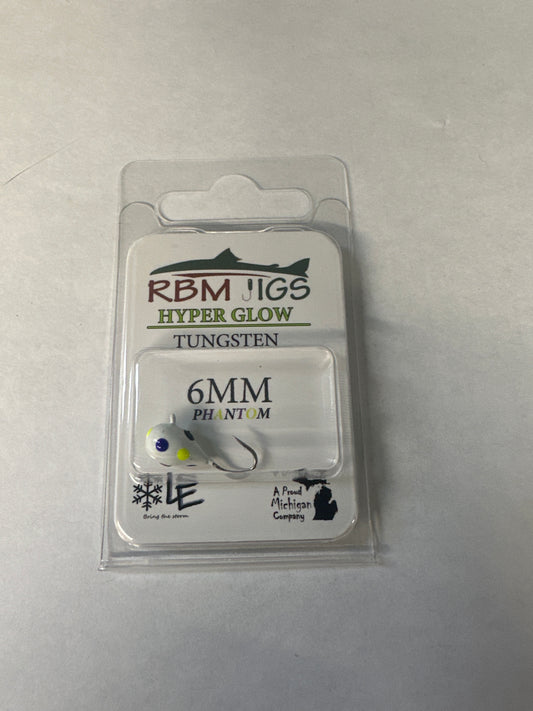 RBM JIGS
HYPER GLOW
TUNGSTEN
6MM
PHANTOM
LE
Bring the storm
A Proud
Michigan
Company